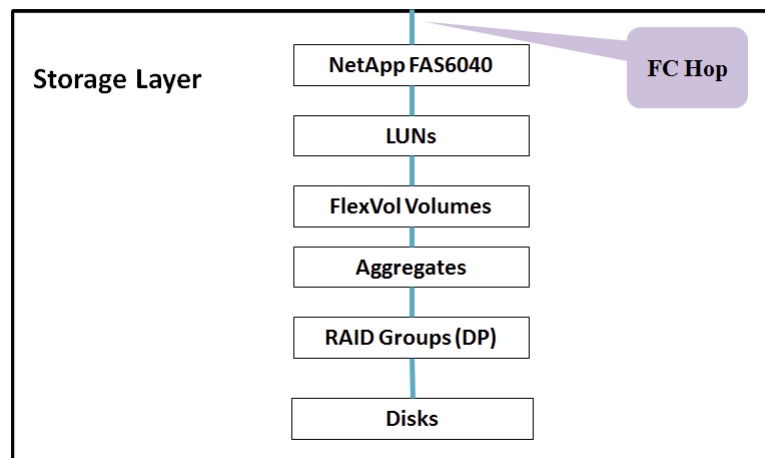 Storage Layer
NetApp FAS6040
FC Hop
LUNs
FlexVol Volumes
Aggregates
RAID Groups (DP)
Disks